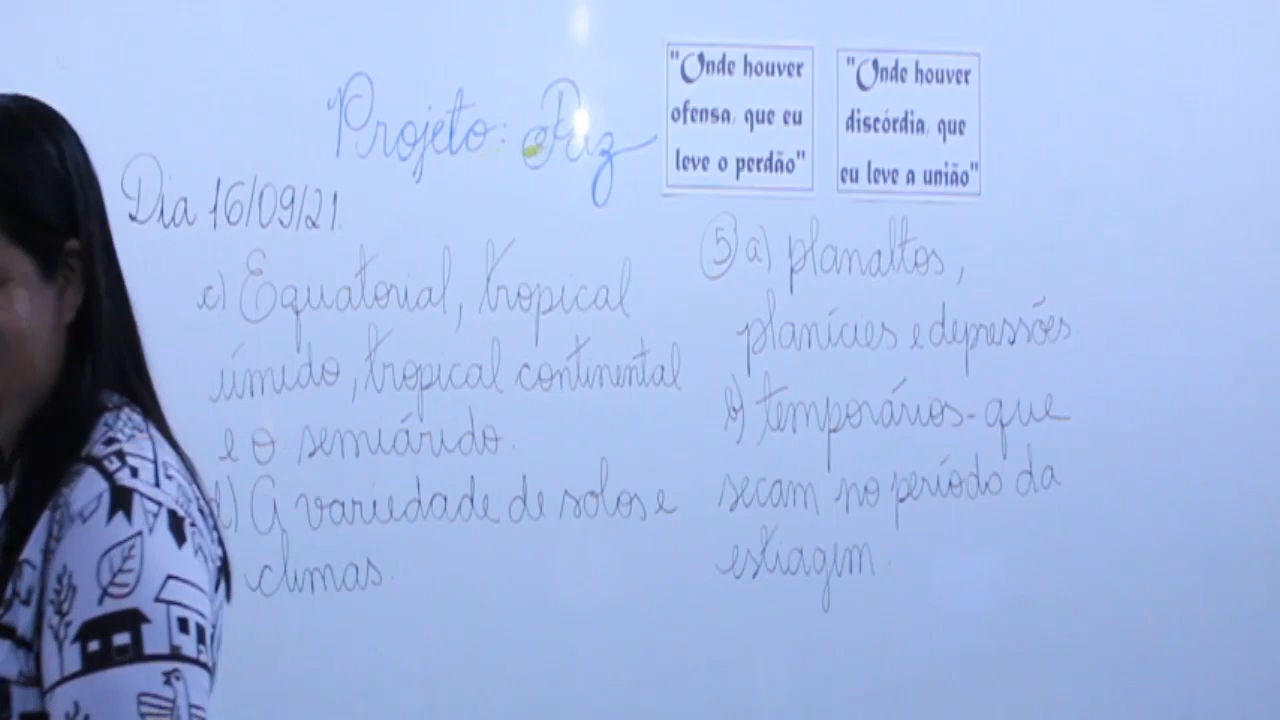 Projeto: Paz
"Onde houver
ofensa, que eu
leve o perdão"
"Onde houver
discórdia, que
eu leve a união"
Dia 16/09/21.
c) Equatorial, tropical
úmido, tropical continental
e o semiárido.
d) A variedade de solos e
climas.
5 a) planaltos,
planícies e depressões.
b) temporários - que
secam no período da
estiagem.